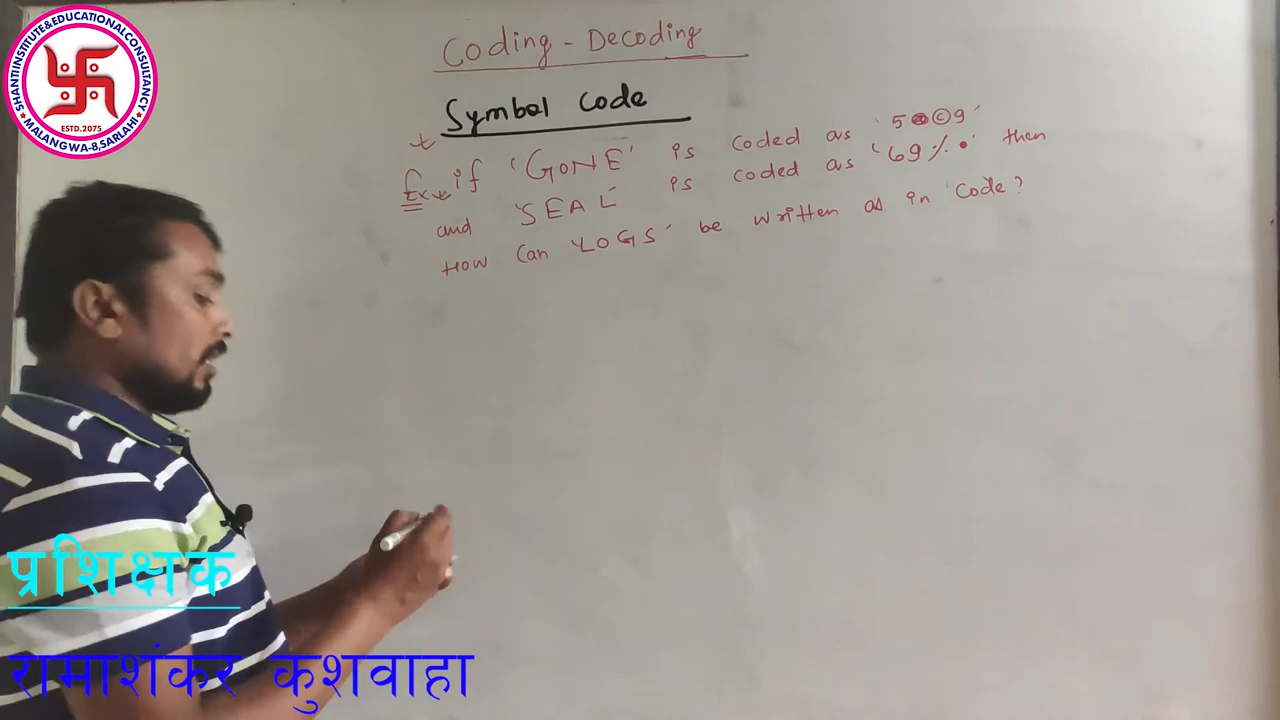 SHANTI INSTITUTE & EDUCATIONAL CONSULTANCY
ESTD. 2075
MALANGWA-8, SARLAHI
Coding - Decoding
Symbol Code
Ex if 'GONE' is coded as '5●©9'
and 'SEAL' is coded as '69%•' then
How Can 'LOGS' be written as in Code?
प्रशिक्षक
रामाशंकर कुशवाहा